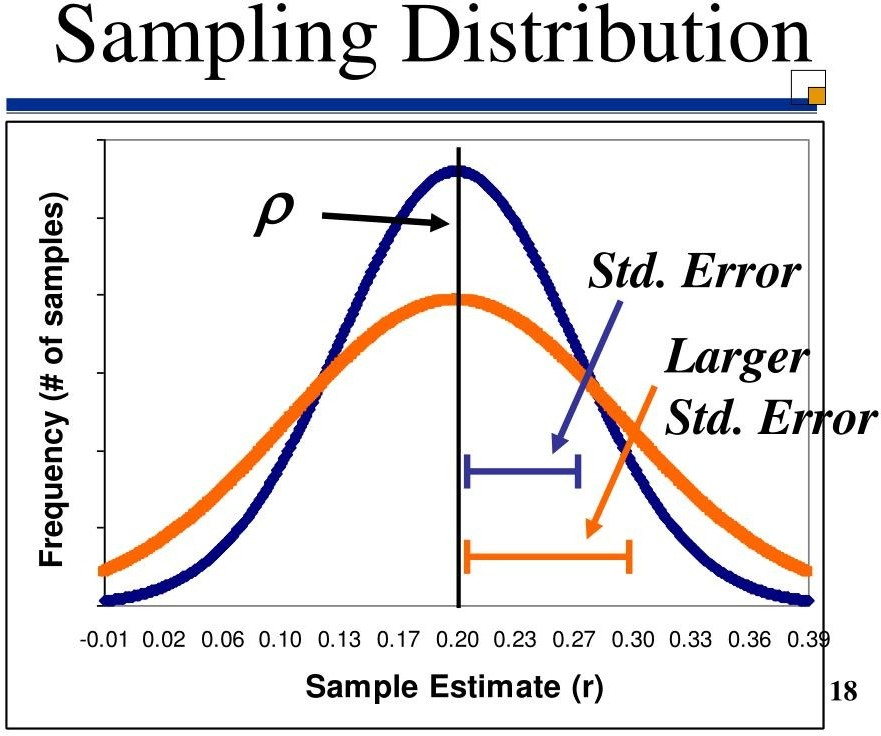 Sampling Distribution
Frequency (# of samples)
ρ
Std. Error
Larger
Std. Error
-0.01 0.02 0.06 0.10 0.13 0.17 0.20 0.23 0.27 0.30 0.33 0.36 0.39
Sample Estimate (r)
18